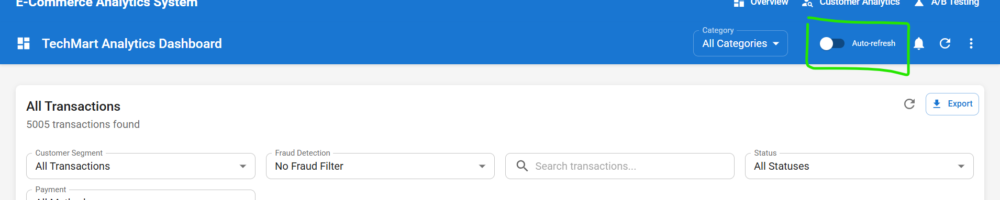 E-Commerce Analytics System
Overview
Customer Analytics
A/B Testing
TechMart Analytics Dashboard
Category
All Categories
Auto-refresh
All Transactions
5005 transactions found
Export
Customer Segment
All Transactions
Fraud Detection
No Fraud Filter
Search transactions...
Status
All Statuses
Payment